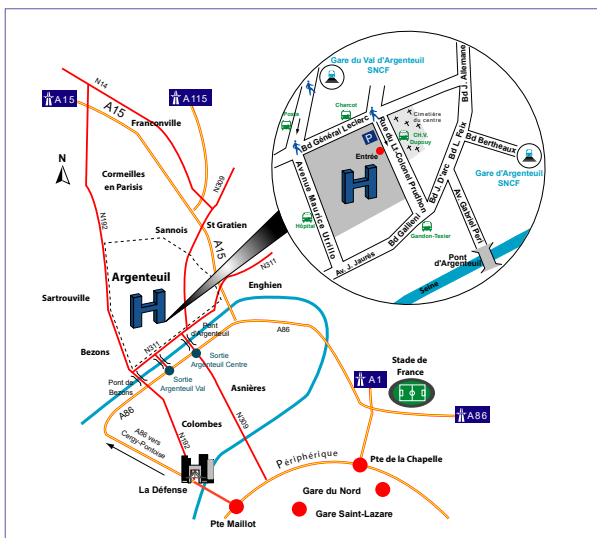 Gare du Val d'Argenteuil
SNCF
Bd J. Allemane
N14
A15
A15
A115
Franconville
Poste
Charcot
Cimetière
du centre
Bd Général Leclerc
P
CH.V.
Dupouy
Bd L. Feix
Bd Bertheaux
Entrée
Rue du Lt-Colonel Prudhon
N
Cormeilles
en Parisis
N309
H
Gare d'Argenteuil
SNCF
Avenue Maurice Utrillo
Bd J. D'arc
Av. Gabriel Peri
N192
St Gratien
Hôpital
Bd Gallieni
Gandon-Texier
Sannois
A15
Av. J. Jaurès
Pont
d'Argenteuil
N311
Argenteuil
Seine
Enghien
H
Sartrouville
Pont
d'Argenteuil
A86
Bezons
N311
Sortie
Argenteuil Centre
Stade de
France
A1
Pont de
Bezons
Sortie
Argenteuil Val
Asnières
A86
A86
Colombes
N309
A86 vers
Cergy-Pontoise
N192
Périphérique
Pte de la Chapelle
La Défense
Gare du Nord
Gare Saint-Lazare
Pte Maillot